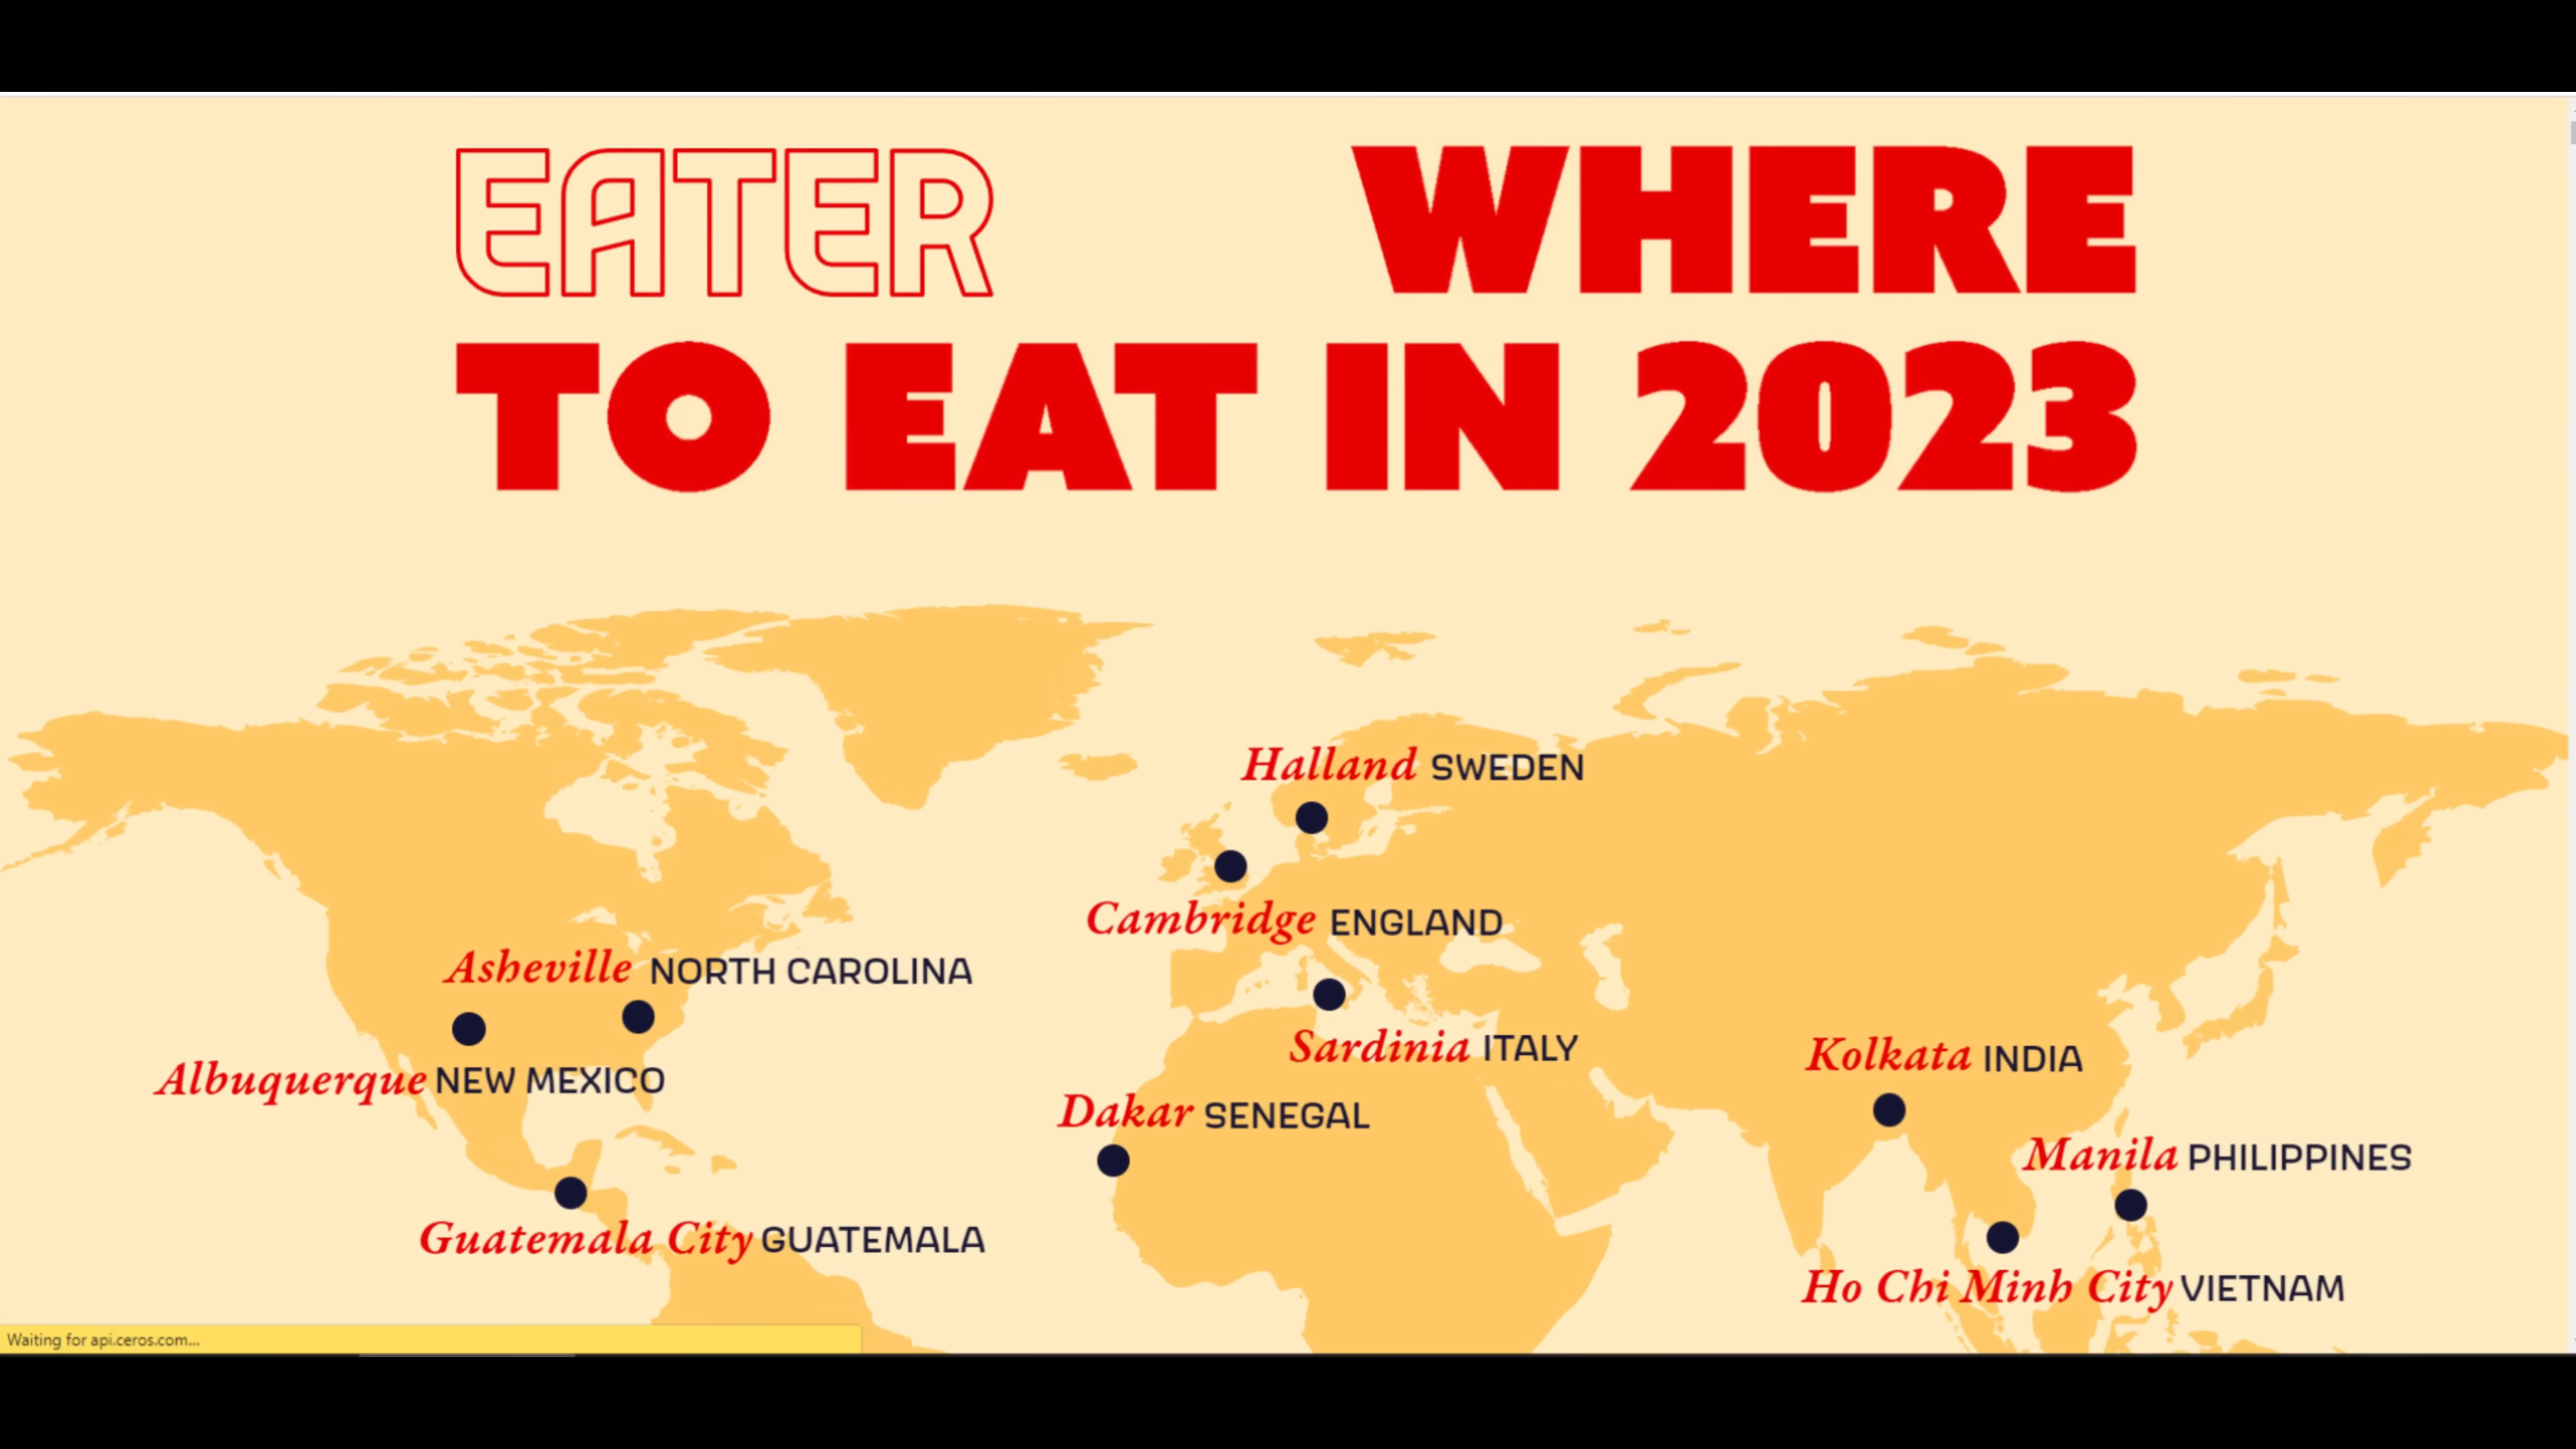 EATER WHERE
TO EAT IN 2023
Halland SWEDEN
Cambridge ENGLAND
Asheville NORTH CAROLINA
Sardinia ITALY
Kolkata INDIA
Albuquerque NEW MEXICO
Dakar SENEGAL
Manila PHILIPPINES
Guatemala City GUATEMALA
Ho Chi Minh City VIETNAM
Waiting for api.ceros.com...